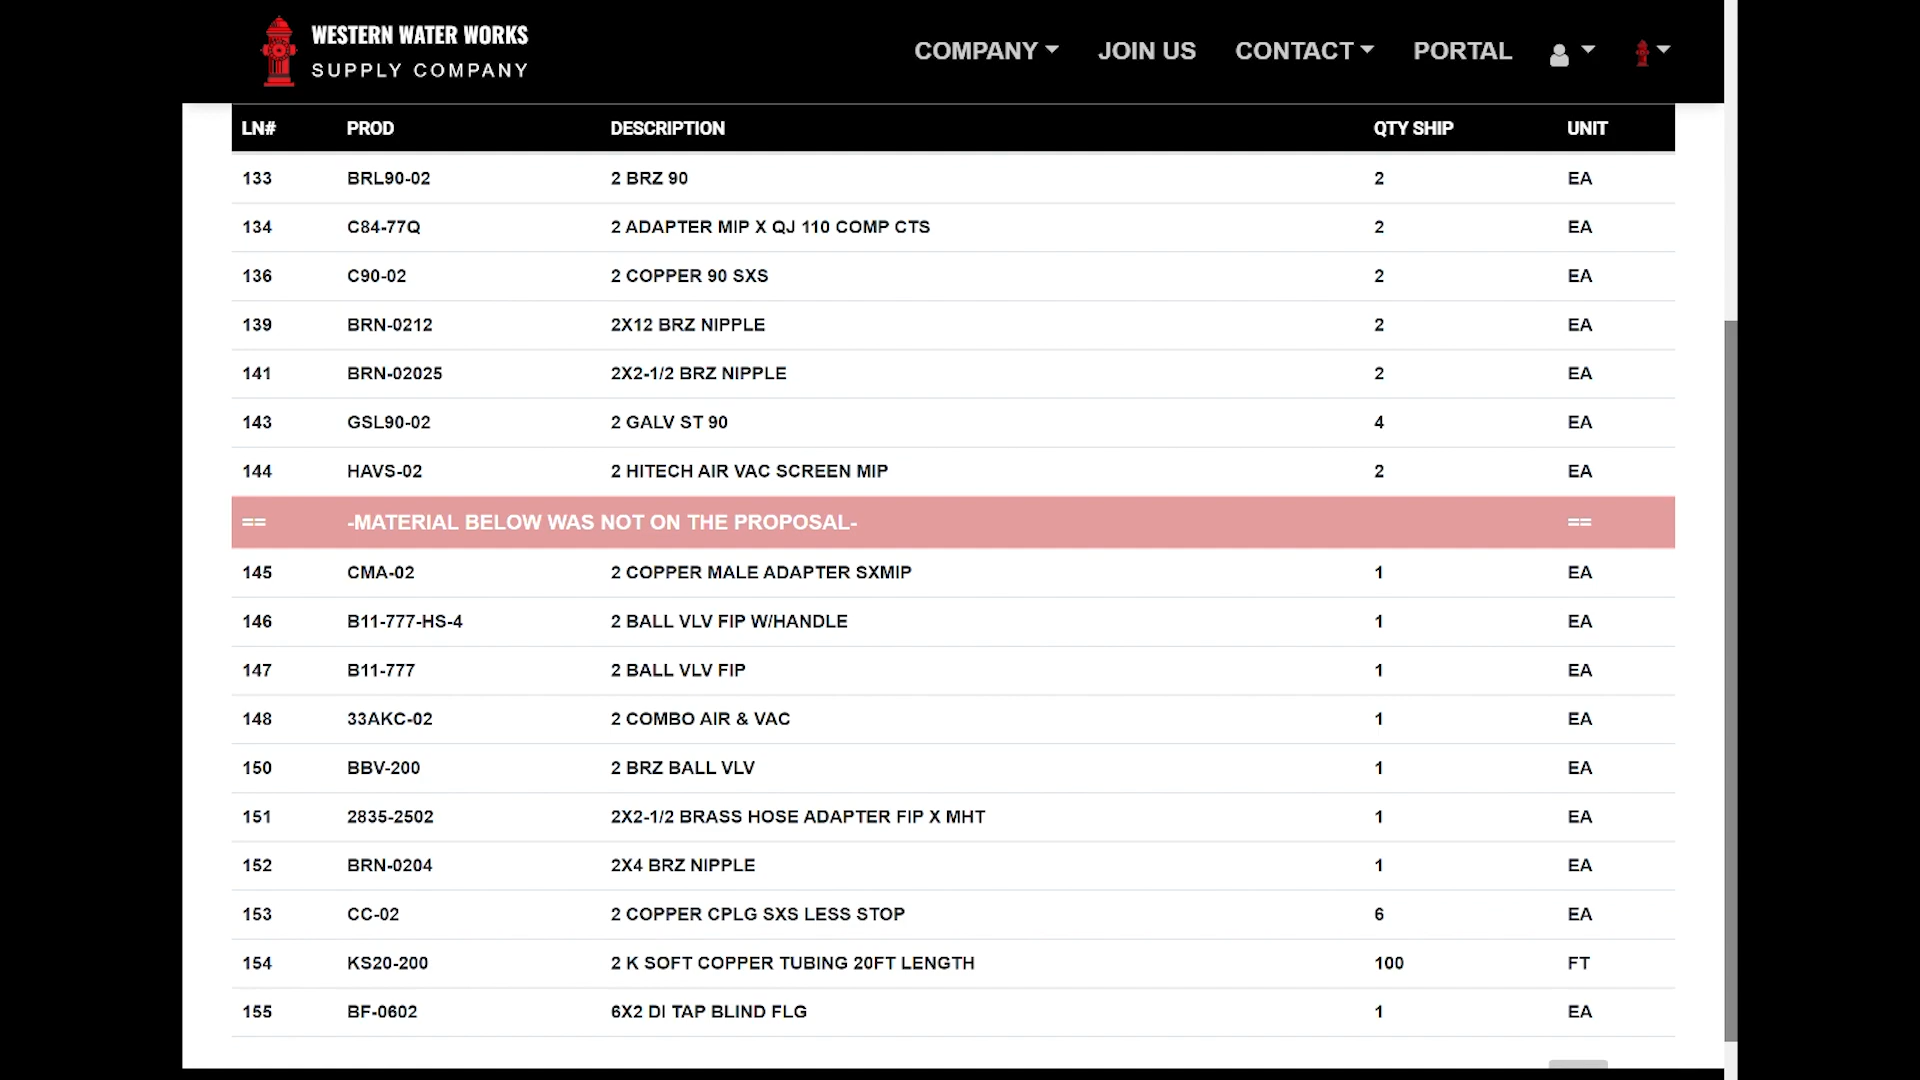 WESTERN WATER WORKS
SUPPLY COMPANY
COMPANY JOIN US CONTACT PORTAL
LN# PROD DESCRIPTION QTY SHIP UNIT
133 BRL90-02 2 BRZ 90 2 EA
134 C84-77Q 2 ADAPTER MIP X QJ 110 COMP CTS 2 EA
136 C90-02 2 COPPER 90 SXS 2 EA
139 BRN-0212 2X12 BRZ NIPPLE 2 EA
141 BRN-02025 2X2-1/2 BRZ NIPPLE 2 EA
143 GSL90-02 2 GALV ST 90 4 EA
144 HAVS-02 2 HITECH AIR VAC SCREEN MIP 2 EA
== -MATERIAL BELOW WAS NOT ON THE PROPOSAL- ==
145 CMA-02 2 COPPER MALE ADAPTER SXMIP 1 EA
146 B11-777-HS-4 2 BALL VLV FIP W/HANDLE 1 EA
147 B11-777 2 BALL VLV FIP 1 EA
148 33AKC-02 2 COMBO AIR & VAC 1 EA
150 BBV-200 2 BRZ BALL VLV 1 EA
151 2835-2502 2X2-1/2 BRASS HOSE ADAPTER FIP X MHT 1 EA
152 BRN-0204 2X4 BRZ NIPPLE 1 EA
153 CC-02 2 COPPER CPLG SXS LESS STOP 6 EA
154 KS20-200 2 K SOFT COPPER TUBING 20FT LENGTH 100 FT
155 BF-0602 6X2 DI TAP BLIND FLG 1 EA